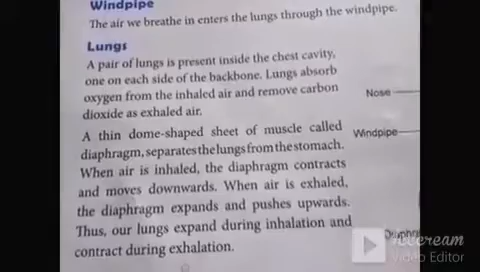 Windpipe
The air we breathe in enters the lungs through the windpipe.
Lungs
A pair of lungs is present inside the chest cavity,
one on each side of the backbone. Lungs absorb
oxygen from the inhaled air and remove carbon
dioxide as exhaled air.
Nose
A thin dome-shaped sheet of muscle called
Windpipe
diaphragm, separates the lungs from the stomach.
When air is inhaled, the diaphragm contracts
and moves downwards. When air is exhaled,
the diaphragm expands and pushes upwards.
Thus, our lungs expand during inhalation and
contract during exhalation.
Video Editor